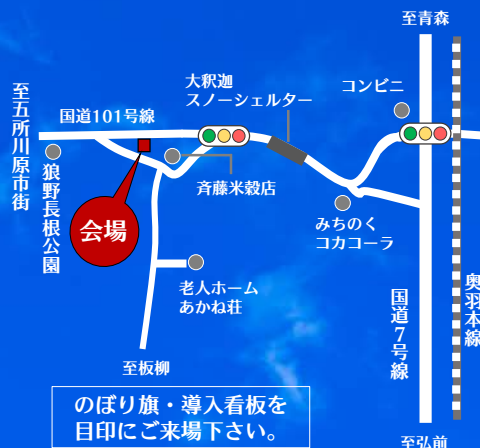 至青森
大釈迦
スノーシェルター
コンビニ
至五所川原市街
国道101号線
狼野長根公園
斉藤米穀店
会場
みちのく
コカコーラ
老人ホーム
あかね荘
国道7号線
奥羽本線
至板柳
のぼり旗・導入看板を
目印にご来場下さい。
至弘前